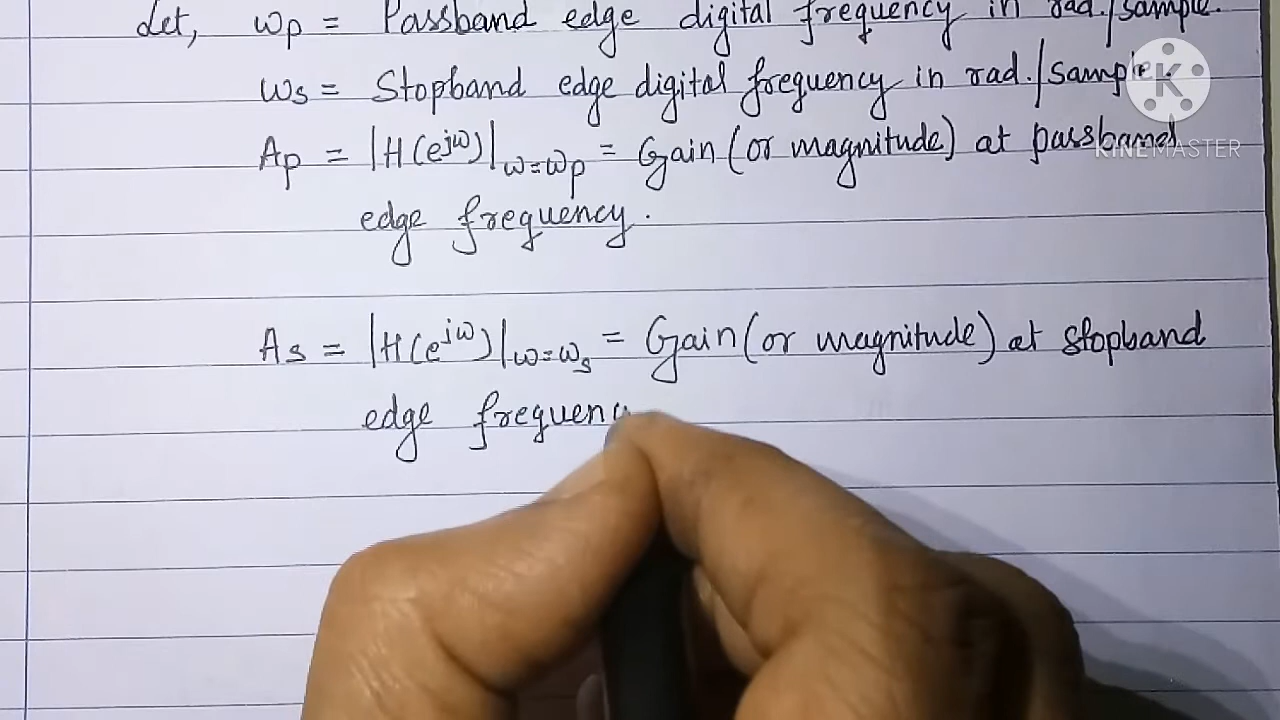 Let, ωp = Passband edge digital frequency in rad./sample.
ωs = Stopband edge digital frequency in rad./sample.
Ap = |H(e^jω)|ω=ωp = Gain (or magnitude) at passband
edge frequency.
As = |H(e^jω)|ω=ωs = Gain (or magnitude) at stopband
edge frequenc
K
KINEMASTER